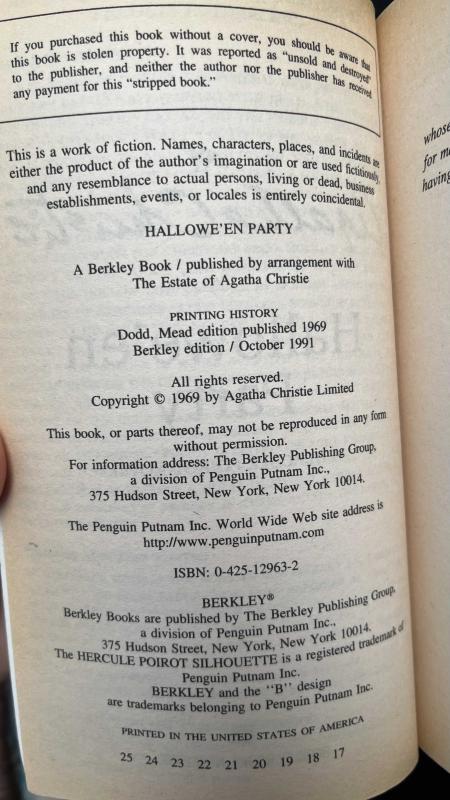 If you purchased this book without a cover, you should be aware that
this book is stolen property. It was reported as “unsold and destroyed”
to the publisher, and neither the author nor the publisher has received
any payment for this “stripped book.”
This is a work of fiction. Names, characters, places, and incidents are
either the product of the author’s imagination or are used fictitiously,
and any resemblance to actual persons, living or dead, business
establishments, events, or locales is entirely coincidental.
HALLOWE’EN PARTY
A Berkley Book / published by arrangement with
The Estate of Agatha Christie
PRINTING HISTORY
Dodd, Mead edition published 1969
Berkley edition / October 1991
All rights reserved.
Copyright © 1969 by Agatha Christie Limited
This book, or parts thereof, may not be reproduced in any form
without permission.
For information address: The Berkley Publishing Group,
a division of Penguin Putnam Inc.,
375 Hudson Street, New York, New York 10014.
The Penguin Putnam Inc. World Wide Web site address is
http://www.penguinputnam.com
ISBN: 0-425-12963-2
BERKLEY®
Berkley Books are published by The Berkley Publishing Group,
a division of Penguin Putnam Inc.,
375 Hudson Street, New York, New York 10014.
The HERCULE POIROT SILHOUETTE is a registered trademark of
Penguin Putnam Inc.
BERKLEY and the “B” design
are trademarks belonging to Penguin Putnam Inc.
PRINTED IN THE UNITED STATES OF AMERICA
25 24 23 22 21 20 19 18 17
whose
for m
having